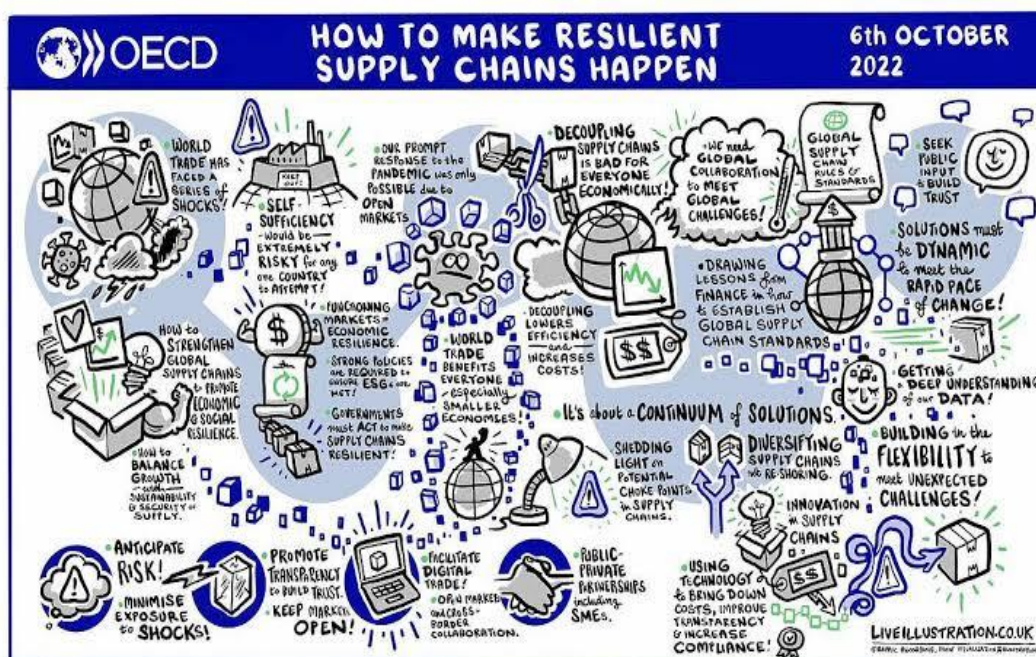 OECD
HOW TO MAKE RESILIENT
SUPPLY CHAINS HAPPEN
6th OCTOBER
2022
WORLD
TRADE HAS
FACED A
SERIES of
SHOCKS!
KEEP
OUT!
SELF
SUFFICIENCY
would be
EXTREMELY
RISKY for any
one COUNTRY
to ATTEMPT!
OUR PROMPT
RESPONSE to the
PANDEMIC was only
POSSIBLE due to
OPEN
MARKETS
DECOUPLING
SUPPLY CHAINS
IS BAD FOR
EVERYONE
ECONOMICALLY!
WE need
GLOBAL
COLLABORATION
to MEET
GLOBAL
CHALLENGES!
GLOBAL
SUPPLY
CHAIN
RULES &
STANDARDS
$
SEEK
PUBLIC
INPUT to
BUILD
TRUST
SOLUTIONS must
be DYNAMIC
to meet the
RAPID PACE
of CHANGE!
HOW to
STRENGTHEN
GLOBAL
SUPPLY CHAINS
to PROMOTE
ECONOMIC
& SOCIAL
RESILIENCE.
HOW to
BALANCE
GROWTH
with
SUSTAINABILITY
& SECURITY of
SUPPLY.
$
FUNCTIONING
MARKETS =
ECONOMIC
RESILIENCE.
STRONG POLICIES
are REQUIRED to
ensure ESGs are
MET!
GOVERNMENTS
must ACT to make
SUPPLY CHAINS
RESILIENT!
WORLD
TRADE
BENEFITS
EVERYONE
especially
SMALLER
ECONOMIES!
DECOUPLING
LOWERS
EFFICIENCY
and
INCREASES
COSTS!
$$
DRAWING
LESSONS from
FINANCE in how
to ESTABLISH
GLOBAL SUPPLY
CHAIN STANDARDS
GETTING
a DEEP UNDERSTANDING
of our DATA!
IT'S about a CONTINUUM of SOLUTIONS.
SHEDDING
LIGHT on
POTENTIAL
CHOKE POINTS
in SUPPLY
CHAINS.
DIVERSIFYING
SUPPLY CHAINS
not RE-SHORING.
BUILDING in the
FLEXIBILITY to
meet UNEXPECTED
CHALLENGES!
INNOVATION
in SUPPLY
CHAINS
$$
USING
TECHNOLOGY
to BRING DOWN
COSTS, IMPROVE
TRANSPARENCY
& INCREASE
COMPLIANCE!
ANTICIPATE
RISK!
MINIMISE
EXPOSURE
to SHOCKS!
PROMOTE
TRANSPARENCY
to BUILD TRUST.
KEEP MARKETS
OPEN!
FACILITATE
DIGITAL
TRADE!
OPEN MARKETS
and CROSS-
BORDER
COLLABORATION.
PUBLIC-
PRIVATE
PARTNERSHIPS
including
SMES.
LIVEILLUSTRATION.CO.UK